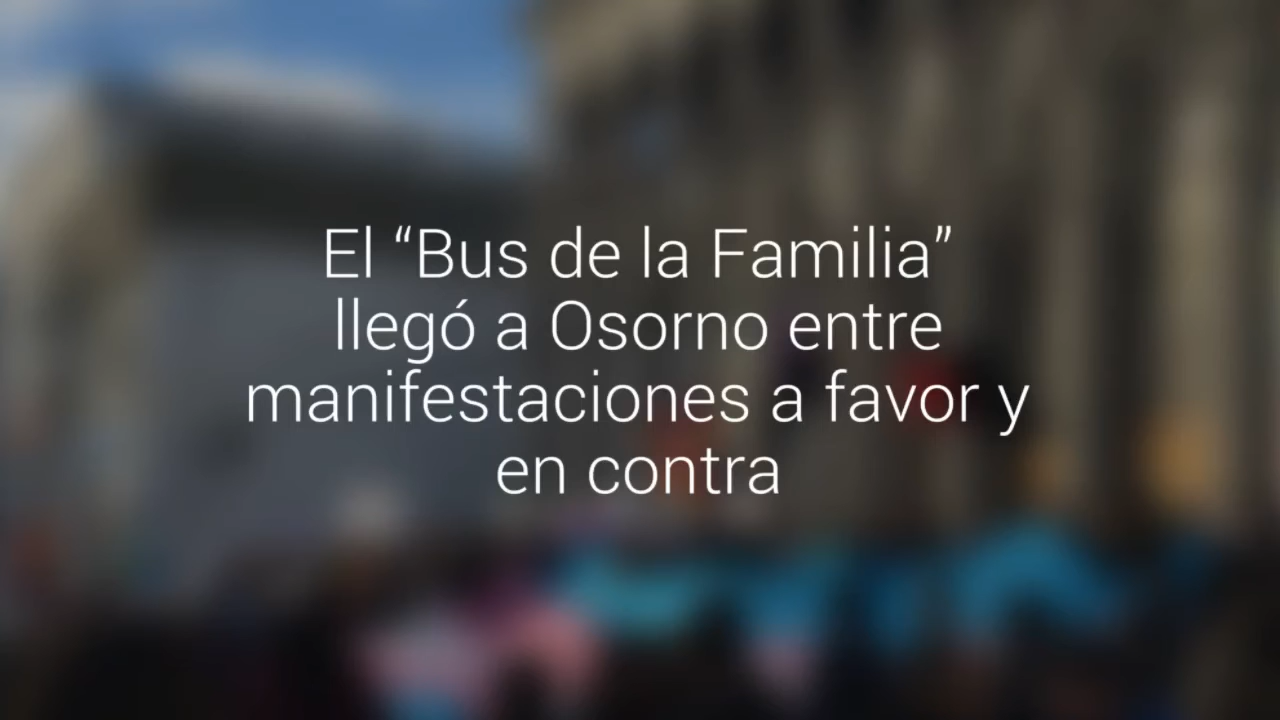 El “Bus de la Familia”
llegó a Osorno entre
manifestaciones a favor y
en contra